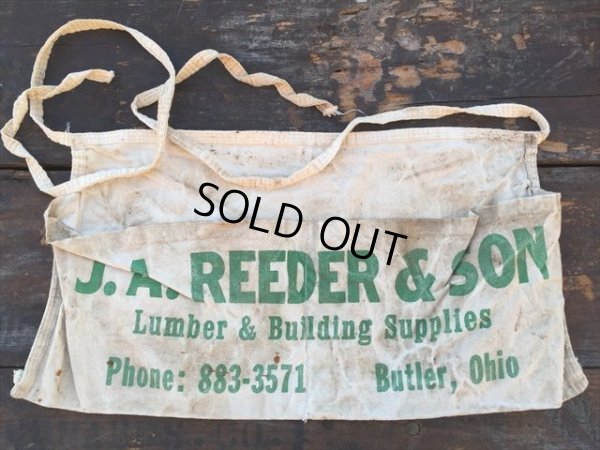 SOLD OUT
J. A. REEDER & SON
Lumber & Building Supplies
Phone: 883-3571 Butler, Ohio